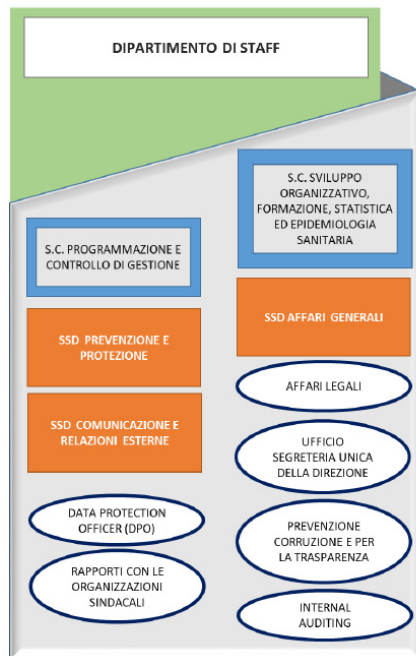 DIPARTIMENTO DI STAFF
S.C. PROGRAMMAZIONE E
CONTROLLO DI GESTIONE
SSD PREVENZIONE E
PROTEZIONE
SSD COMUNICAZIONE E
RELAZIONI ESTERNE
DATA PROTECTION
OFFICER (DPO)
RAPPORTI CON LE
ORGANIZZAZIONI
SINDACALI
S.C. SVILUPPO
ORGANIZZATIVO,
FORMAZIONE, STATISTICA
ED EPIDEMIOLOGIA
SANITARIA
SSD AFFARI GENERALI
AFFARI LEGALI
UFFICIO
SEGRETERIA UNICA
DELLA DIREZIONE
PREVENZIONE
CORRUZIONE E PER
LA TRASPARENZA
INTERNAL
AUDITING